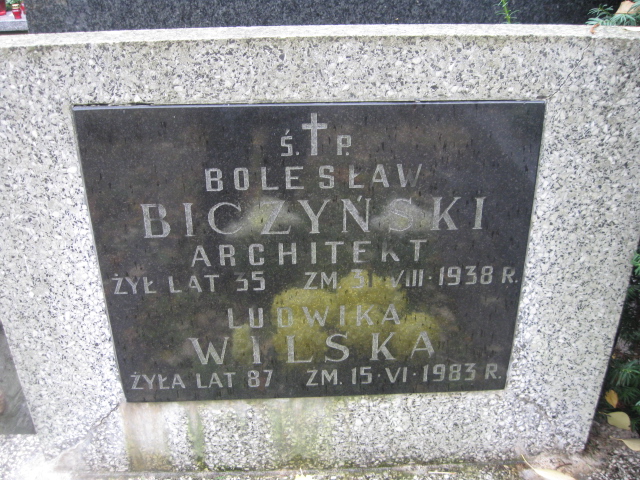 Ś. P.
BOLESŁAW
BICZYŃSKI
ARCHITEKT
ŻYŁ LAT 35 ZM. 31·VIII·1938 R.
LUDWIKA
WILSKA
ŻYŁA LAT 87 ZM. 15·VI·1983 R.